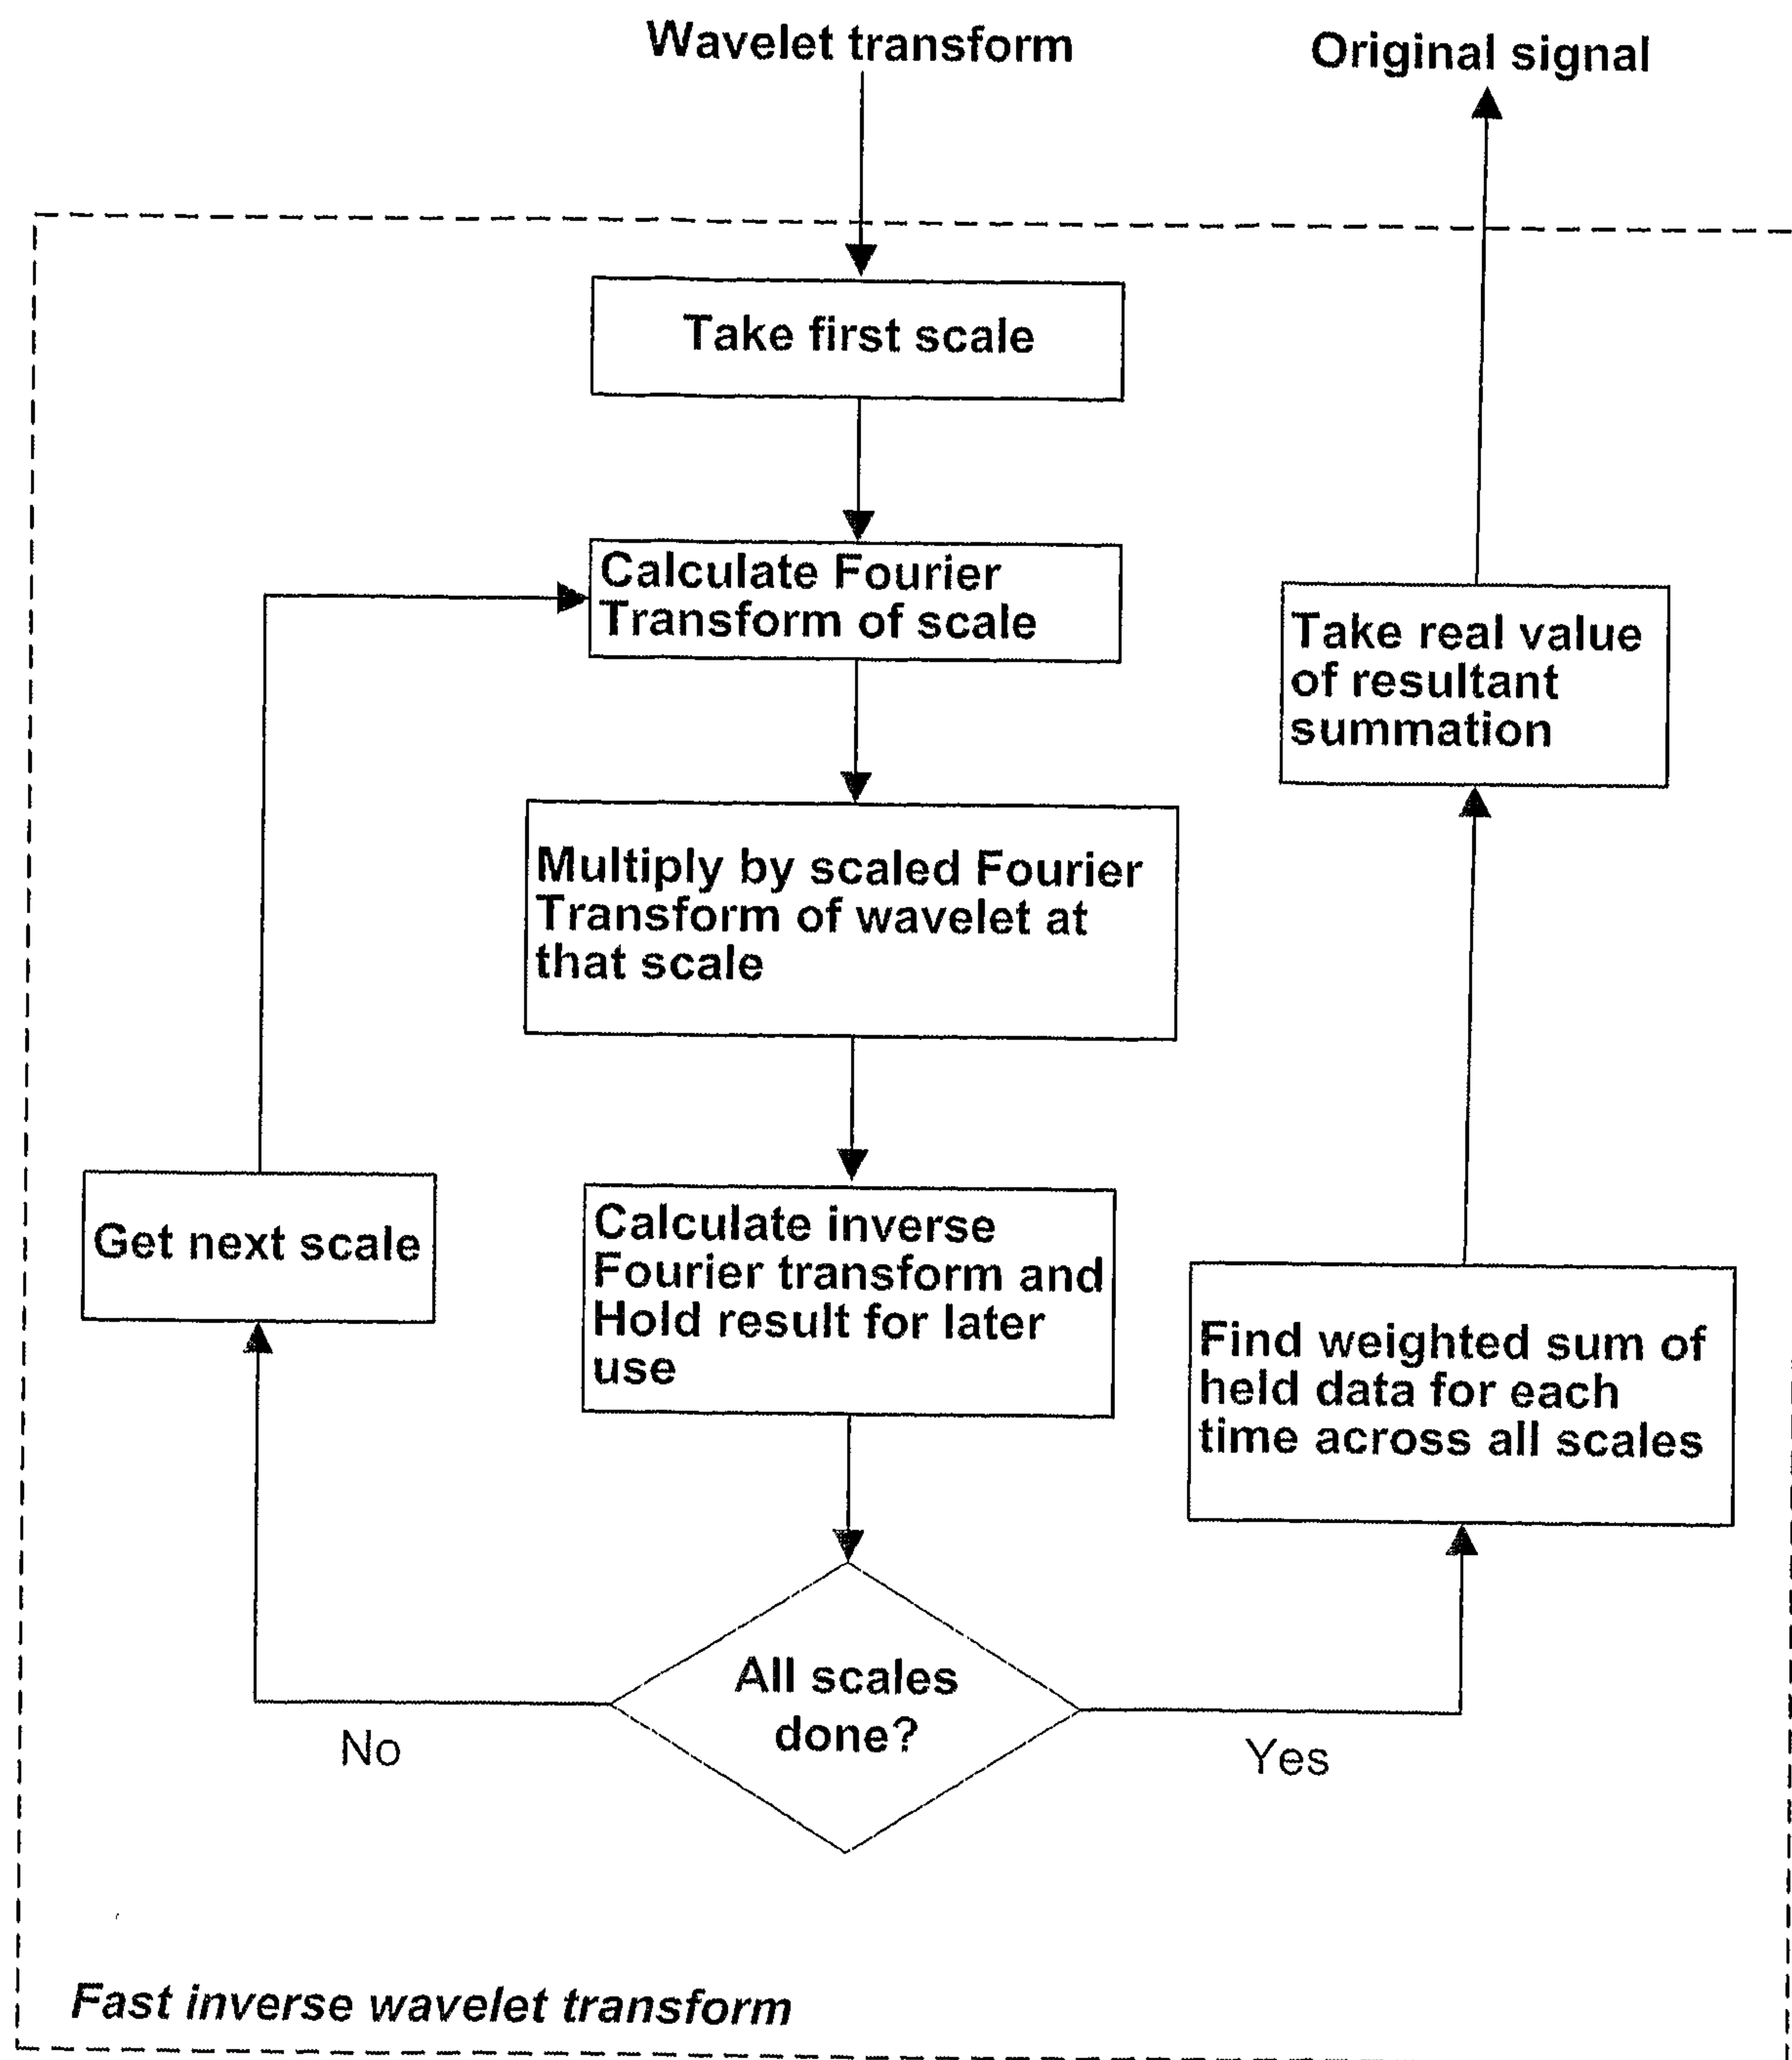 Wavelet transform
Original signal
Take first scale
Calculate Fourier
Transform of scale
Take real value
of resultant
summation
Multiply by scaled Fourier
Transform of wavelet at
that scale
Get next scale
Calculate inverse
Fourier transform and
Hold result for later
use
Find weighted sum of
held data for each
time across all scales
All scales
done?
No
Yes
Fast inverse wavelet transform